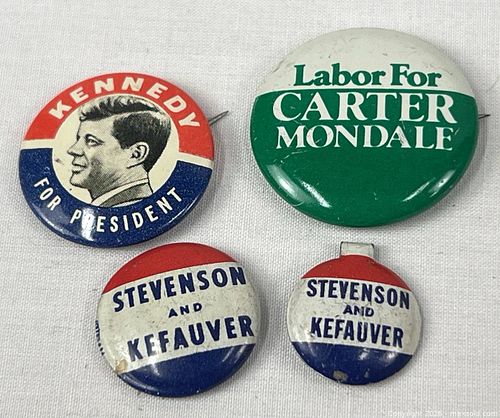 KENNEDY
FOR PRESIDENT
Labor For
CARTER
MONDALE
STEVENSON
AND
KEFAUVER
STEVENSON
AND
KEFAUVER